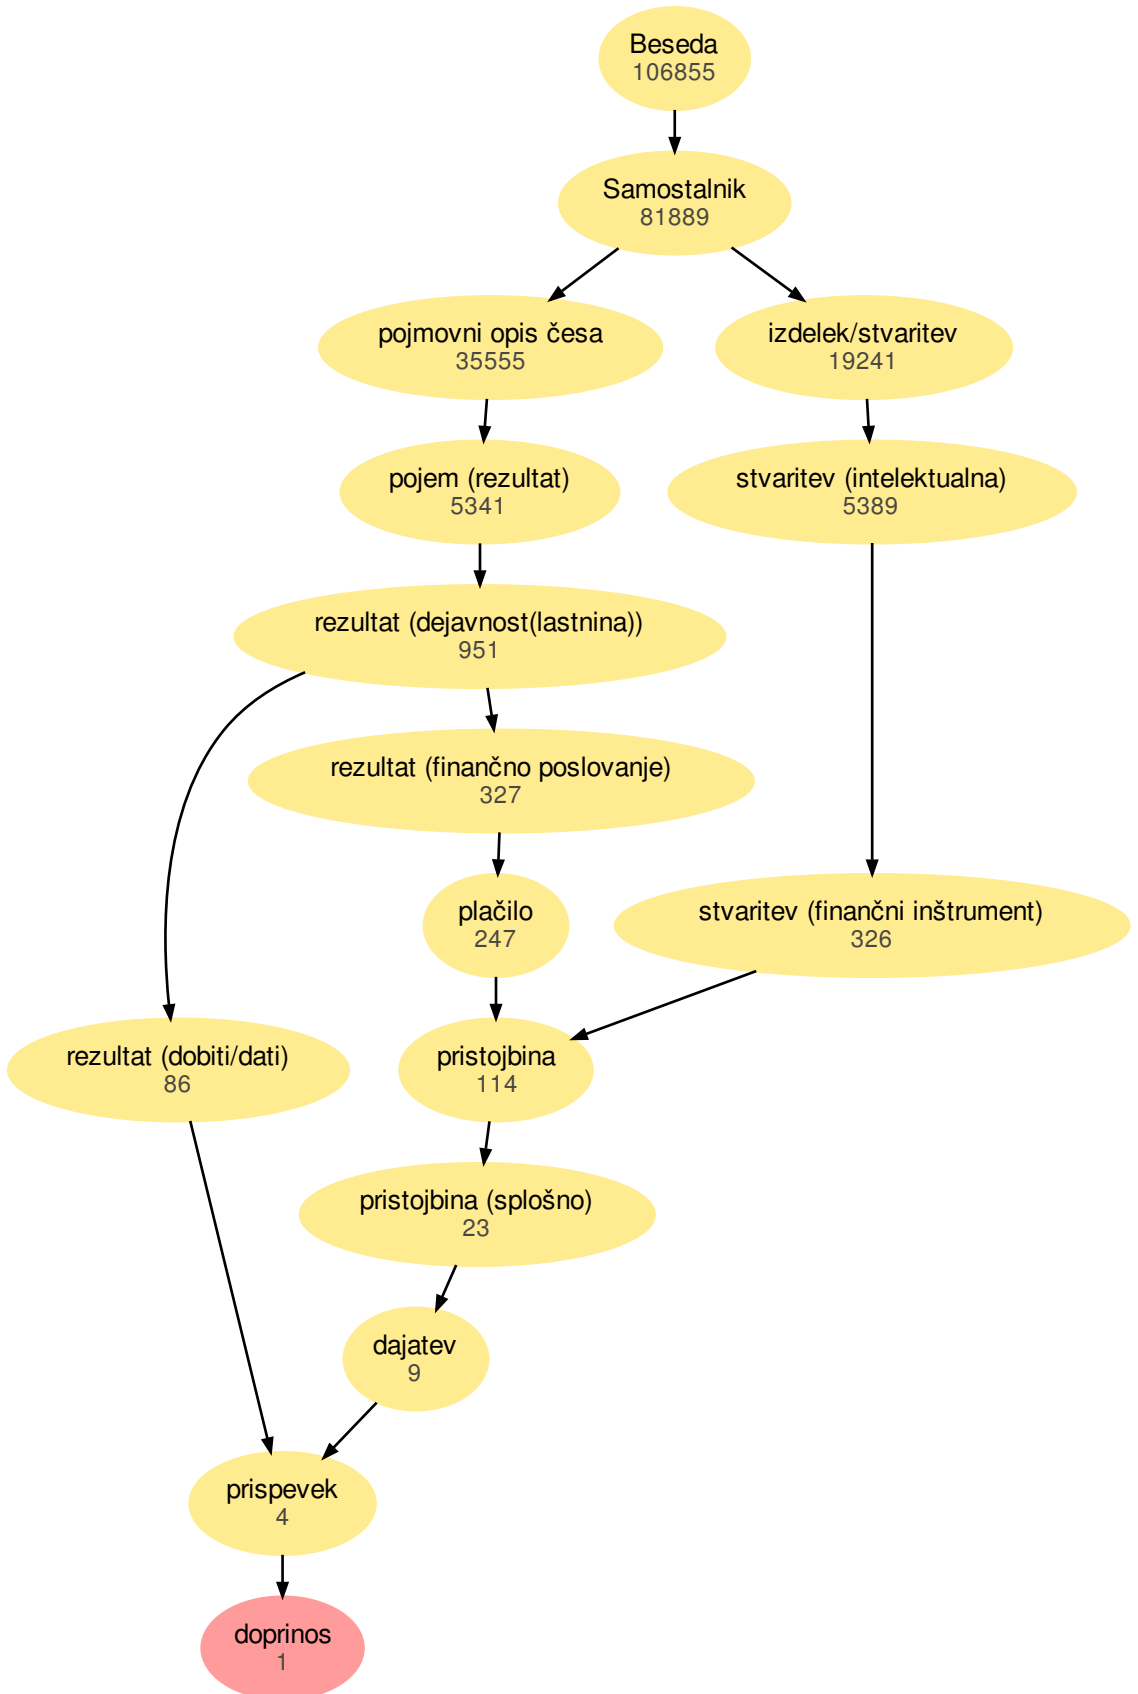 Beseda
106855
Samostalnik
81889
pojmovni opis česa
35555
izdelek/stvaritev
19241
pojem (rezultat)
5341
stvaritev (intelektualna)
5389
rezultat (dejavnost(lastnina))
951
rezultat (finančno poslovanje)
327
plačilo
247
stvaritev (finančni inštrument)
326
rezultat (dobiti/dati)
86
pristojbina
114
pristojbina (splošno)
23
dajatev
9
prispevek
4
doprinos
1